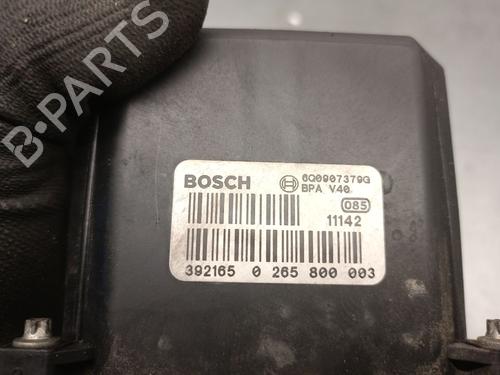 BOSCH 6Q0907379G
BPA V40
085
11142
392165 0 265 800 003
B-PARTS